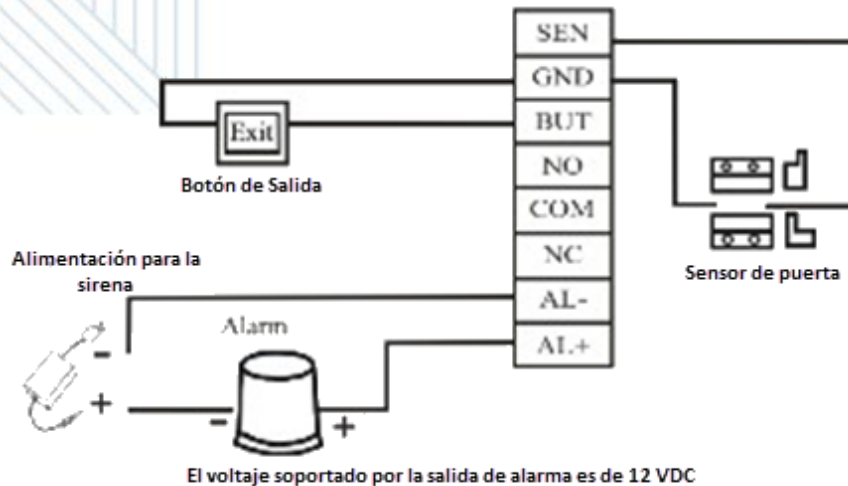 SEN
GND
BUT
NO
COM
NC
AL-
AL+
Exit
Botón de Salida
Sensor de puerta
Alimentación para la
sirena
Alarm
-
+
-
+
El voltaje soportado por la salida de alarma es de 12 VDC